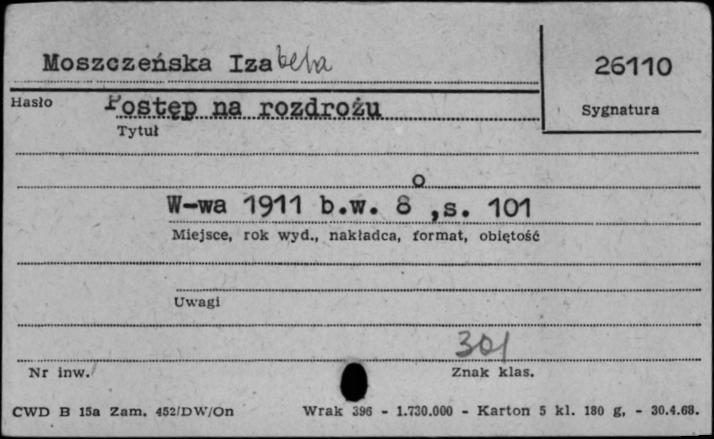 Moszczeńska Izabela
26110
Hasło
Postęp na rozdrożu
Sygnatura
Tytuł
W-wa 1911 b.w. 8o,s. 101
Miejsce, rok wyd., nakładca, format, objętość
Uwagi
301
Nr inw.
Znak klas.
CWD B 15a Zam. 452/DW/On
Wrak 396 - 1.730.000 - Karton 5 kl. 180 g, - 30.4.68.